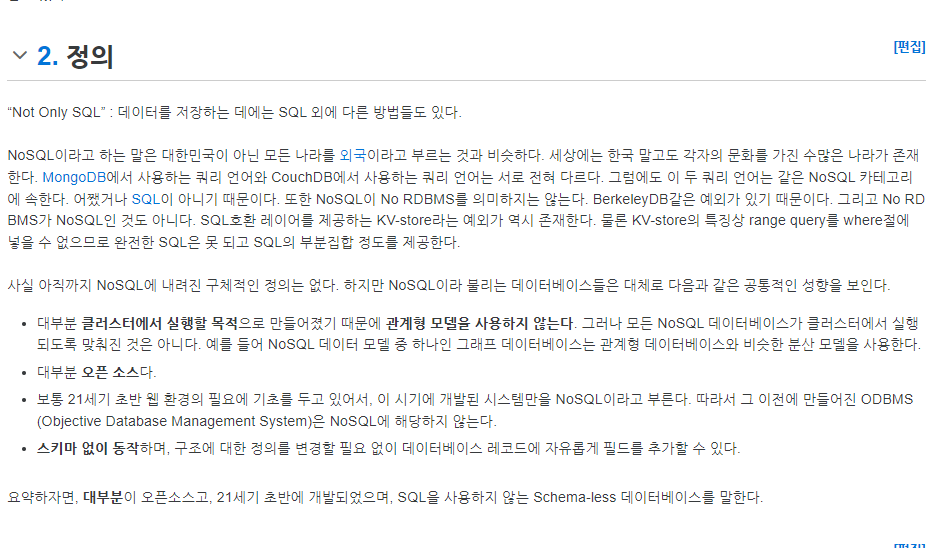 2. 정의
[편집]
“Not Only SQL” : 데이터를 저장하는 데에는 SQL 외에 다른 방법들도 있다.
NoSQL이라고 하는 말은 대한민국이 아닌 모든 나라를 외국이라고 부르는 것과 비슷하다. 세상에는 한국 말고도 각자의 문화를 가진 수많은 나라가 존재
한다. MongoDB에서 사용하는 쿼리 언어와 CouchDB에서 사용하는 쿼리 언어는 서로 전혀 다르다. 그럼에도 이 두 쿼리 언어는 같은 NoSQL 카테고리
에 속한다. 어쨌거나 SQL이 아니기 때문이다. 또한 NoSQL이 No RDBMS를 의미하지는 않는다. BerkeleyDB같은 예외가 있기 때문이다. 그리고 No RD
BMS가 NoSQL인 것도 아니다. SQL호환 레이어를 제공하는 KV-store라는 예외가 역시 존재한다. 물론 KV-store의 특징상 range query를 where절에
넣을 수 없으므로 완전한 SQL은 못 되고 SQL의 부분집합 정도를 제공한다.
사실 아직까지 NoSQL에 내려진 구체적인 정의는 없다. 하지만 NoSQL이라 불리는 데이터베이스들은 대체로 다음과 같은 공통적인 성향을 보인다.
• 대부분 클러스터에서 실행할 목적으로 만들어졌기 때문에 관계형 모델을 사용하지 않는다. 그러나 모든 NoSQL 데이터베이스가 클러스터에서 실행
되도록 맞춰진 것은 아니다. 예를 들어 NoSQL 데이터 모델 중 하나인 그래프 데이터베이스는 관계형 데이터베이스와 비슷한 분산 모델을 사용한다.
• 대부분 오픈 소스다.
• 보통 21세기 초반 웹 환경의 필요에 기초를 두고 있어서, 이 시기에 개발된 시스템만을 NoSQL이라고 부른다. 따라서 그 이전에 만들어진 ODBMS
(Objective Database Management System)은 NoSQL에 해당하지 않는다.
• 스키마 없이 동작하며, 구조에 대한 정의를 변경할 필요 없이 데이터베이스 레코드에 자유롭게 필드를 추가할 수 있다.
요약하자면, 대부분이 오픈소스고, 21세기 초반에 개발되었으며, SQL을 사용하지 않는 Schema-less 데이터베이스를 말한다.